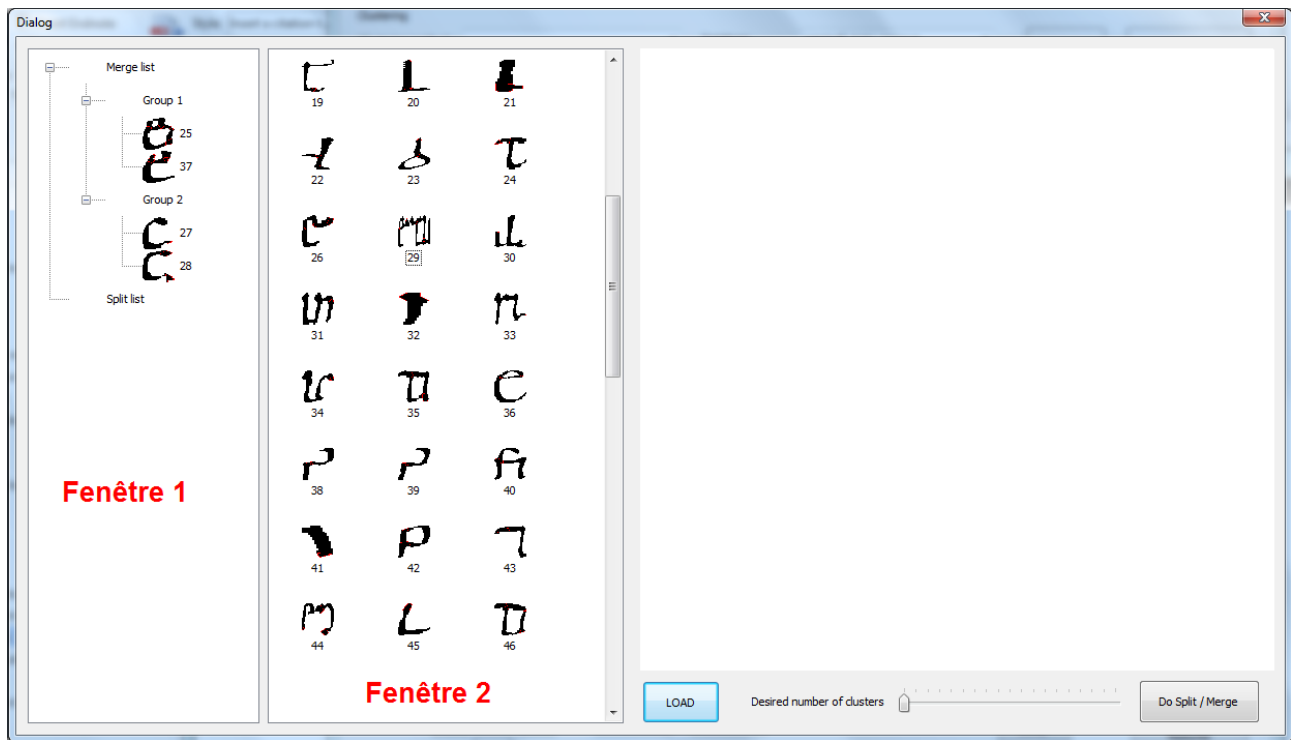 Dialog
Merge list
Group 1
25
37
Group 2
27
28
Split list
Fenêtre 1
19 20 21
22 23 24
26 29 30
31 32 33
34 35 36
38 39 40
41 42 43
44 45 46
Fenêtre 2
LOAD
Desired number of clusters
Do Split / Merge